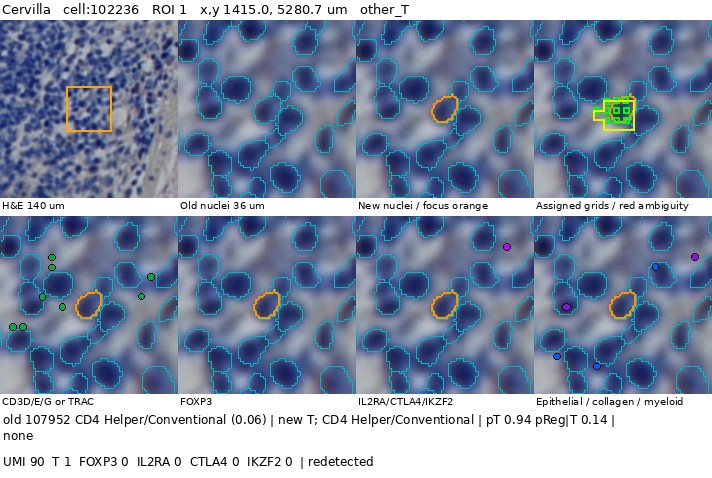 Cervilla cell:102236 ROI 1 x,y 1415.0, 5280.7 um other_T
H&E 140 um
Old nuclei 36 um
New nuclei / focus orange
Assigned grids / red ambiguity
CD3D/E/G or TRAC
FOXP3
IL2RA/CTLA4/IKZF2
Epithelial / collagen / myeloid
old 107952 CD4 Helper/Conventional (0.06) | new T; CD4 Helper/Conventional | pT 0.94 pReg|T 0.14 |
none
UMI 90 T 1 FOXP3 0 IL2RA 0 CTLA4 0 IKZF2 0 | redetected